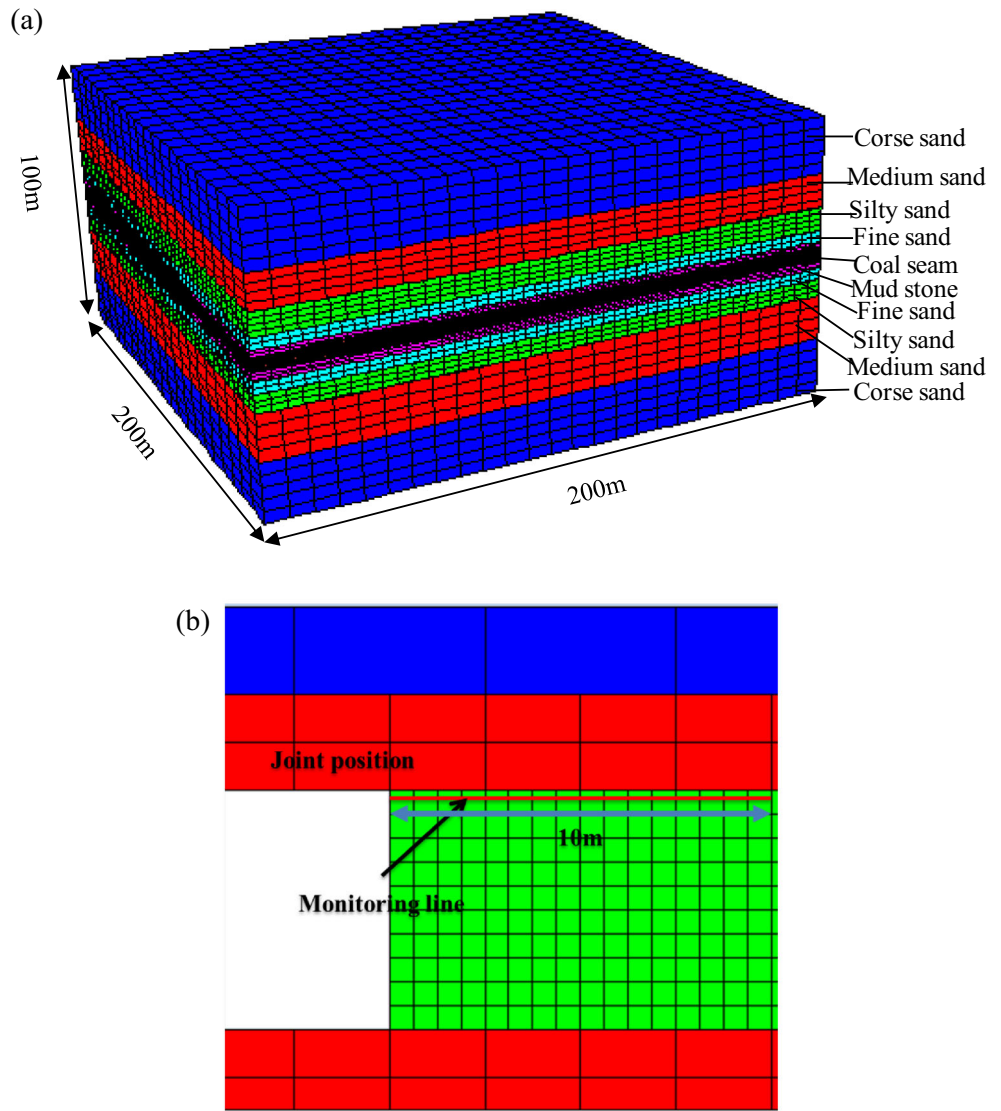 (a)
100m
200m
200m
Corse sand
Medium sand
Silty sand
Fine sand
Coal seam
Mud stone
Fine sand
Silty sand
Medium sand
Corse sand
(b)
Joint position
10m
Monitoring line